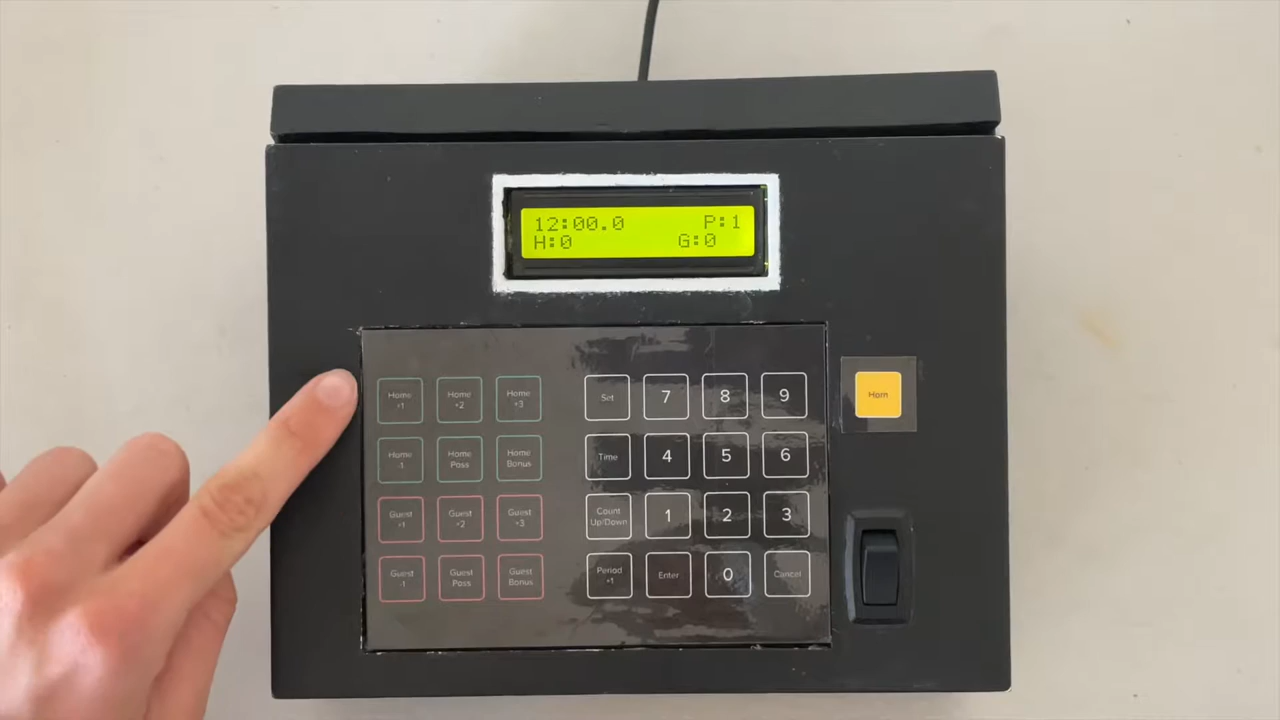 12:00.0 P:1
H:0 G:0
Home
+1
Home
+2
Home
+3
Set
7
8
9
Horn
Home
-1
Home
Poss
Home
Bonus
Time
4
5
6
Guest
+1
Guest
+2
Guest
+3
Count
Up/Down
1
2
3
Guest
-1
Guest
Poss
Guest
Bonus
Period
+1
Enter
0
Cancel